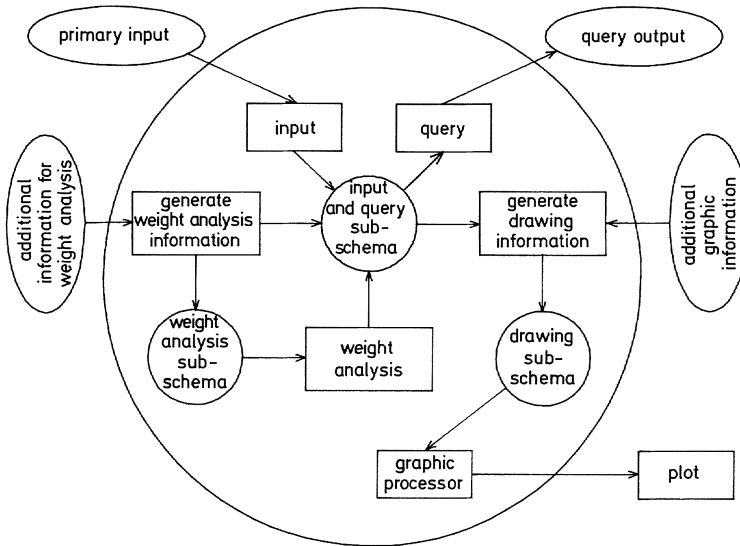 primary input
query output
input
query
additional
information for
weight analysis
generate
weight analysis
information
input
and query
sub-
schema
generate
drawing
information
additional
graphic
information
weight
analysis
sub-
schema
weight
analysis
drawing
sub-
schema
graphic
processor
plot